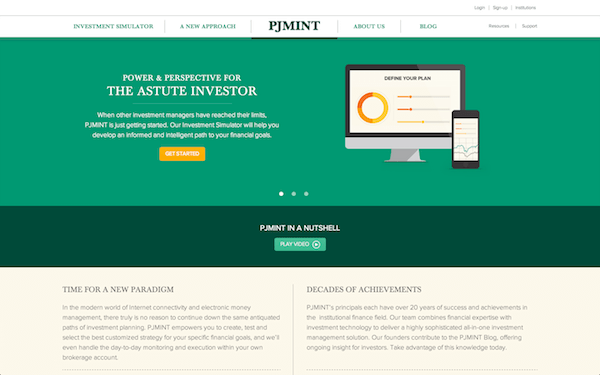 Login | Sign up | Institutions
INVESTMENT SIMULATOR
A NEW APPROACH
PJMINT
ABOUT US
BLOG
Resources | Support
POWER & PERSPECTIVE FOR
THE ASTUTE INVESTOR
When other investment managers have reached their limits,
PJMINT is just getting started. Our Investment Simulator will help you
develop an informed and intelligent path to your financial goals.
GET STARTED
DEFINE YOUR PLAN
PJMINT IN A NUTSHELL
PLAY VIDEO
TIME FOR A NEW PARADIGM
In the modern world of Internet connectivity and electronic money
management, there truly is no reason to continue down the same antiquated
paths of investment planning. PJMINT empowers you to create, test and
select the best customized strategy for your specific financial goals, and we'll
even handle the day-to-day monitoring and execution within your own
brokerage account.
DECADES OF ACHIEVEMENTS
PJMINT's principals each have over 20 years of success and achievements in
the institutional finance field. Our team combines financial expertise with
investment technology to deliver a highly sophisticated all-in-one investment
management solution. Our founders contribute to the PJMINT Blog, offering
ongoing insight for investors. Take advantage of this knowledge today.